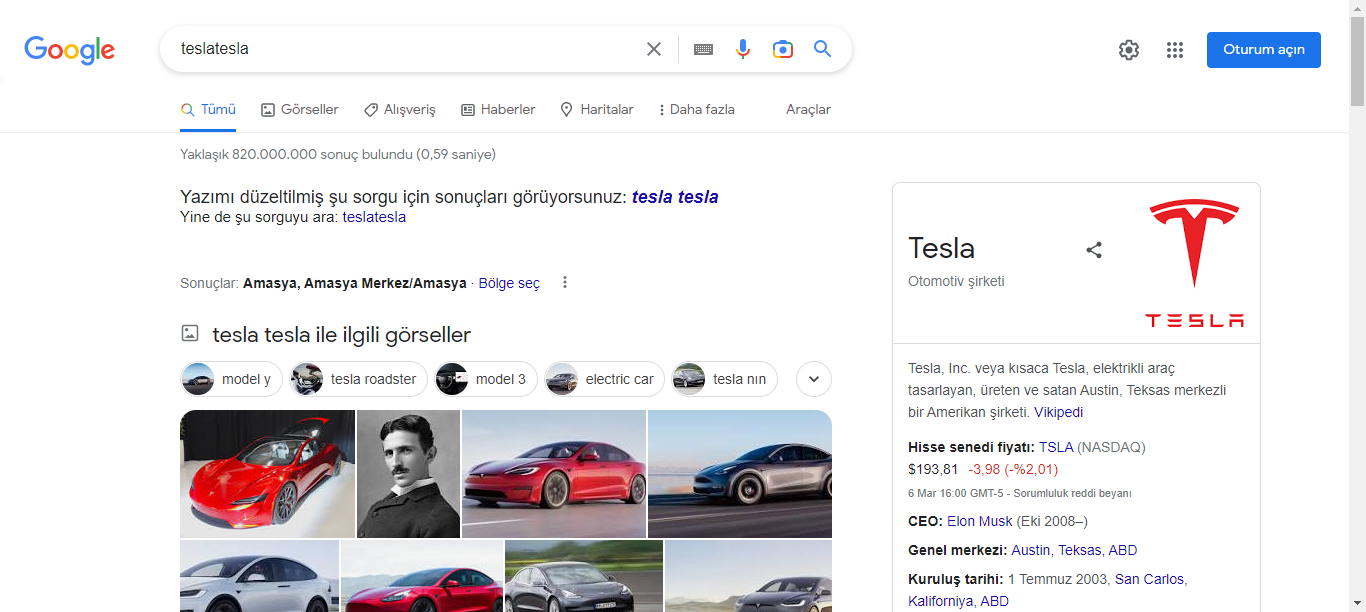 Google
teslatesla
Oturum açın
Tümü
Görseller
Alışveriş
Haberler
Haritalar
Daha fazla
Araçlar
Yaklaşık 820.000.000 sonuç bulundu (0,59 saniye)
Yazımı düzeltilmiş şu sorgu için sonuçları görüyorsunuz: tesla tesla
Yine de şu sorguyu ara: teslatesla
Sonuçlar: Amasya, Amasya Merkez/Amasya · Bölge seç
tesla tesla ile ilgili görseller
model y
tesla roadster
model 3
electric car
tesla nın
Tesla
Otomotiv şirketi
TESLA
Tesla, Inc. veya kısaca Tesla, elektrikli araç
tasarlayan, üreten ve satan Austin, Teksas merkezli
bir Amerikan şirketi. Vikipedi
Hisse senedi fiyatı: TSLA (NASDAQ)
$193,81 -3,98 (-%2,01)
6 Mar 16:00 GMT-5 - Sorumluluk reddi beyanı
CEO: Elon Musk (Eki 2008–)
Genel merkezi: Austin, Teksas, ABD
Kuruluş tarihi: 1 Temmuz 2003, San Carlos,
Kaliforniya, ABD